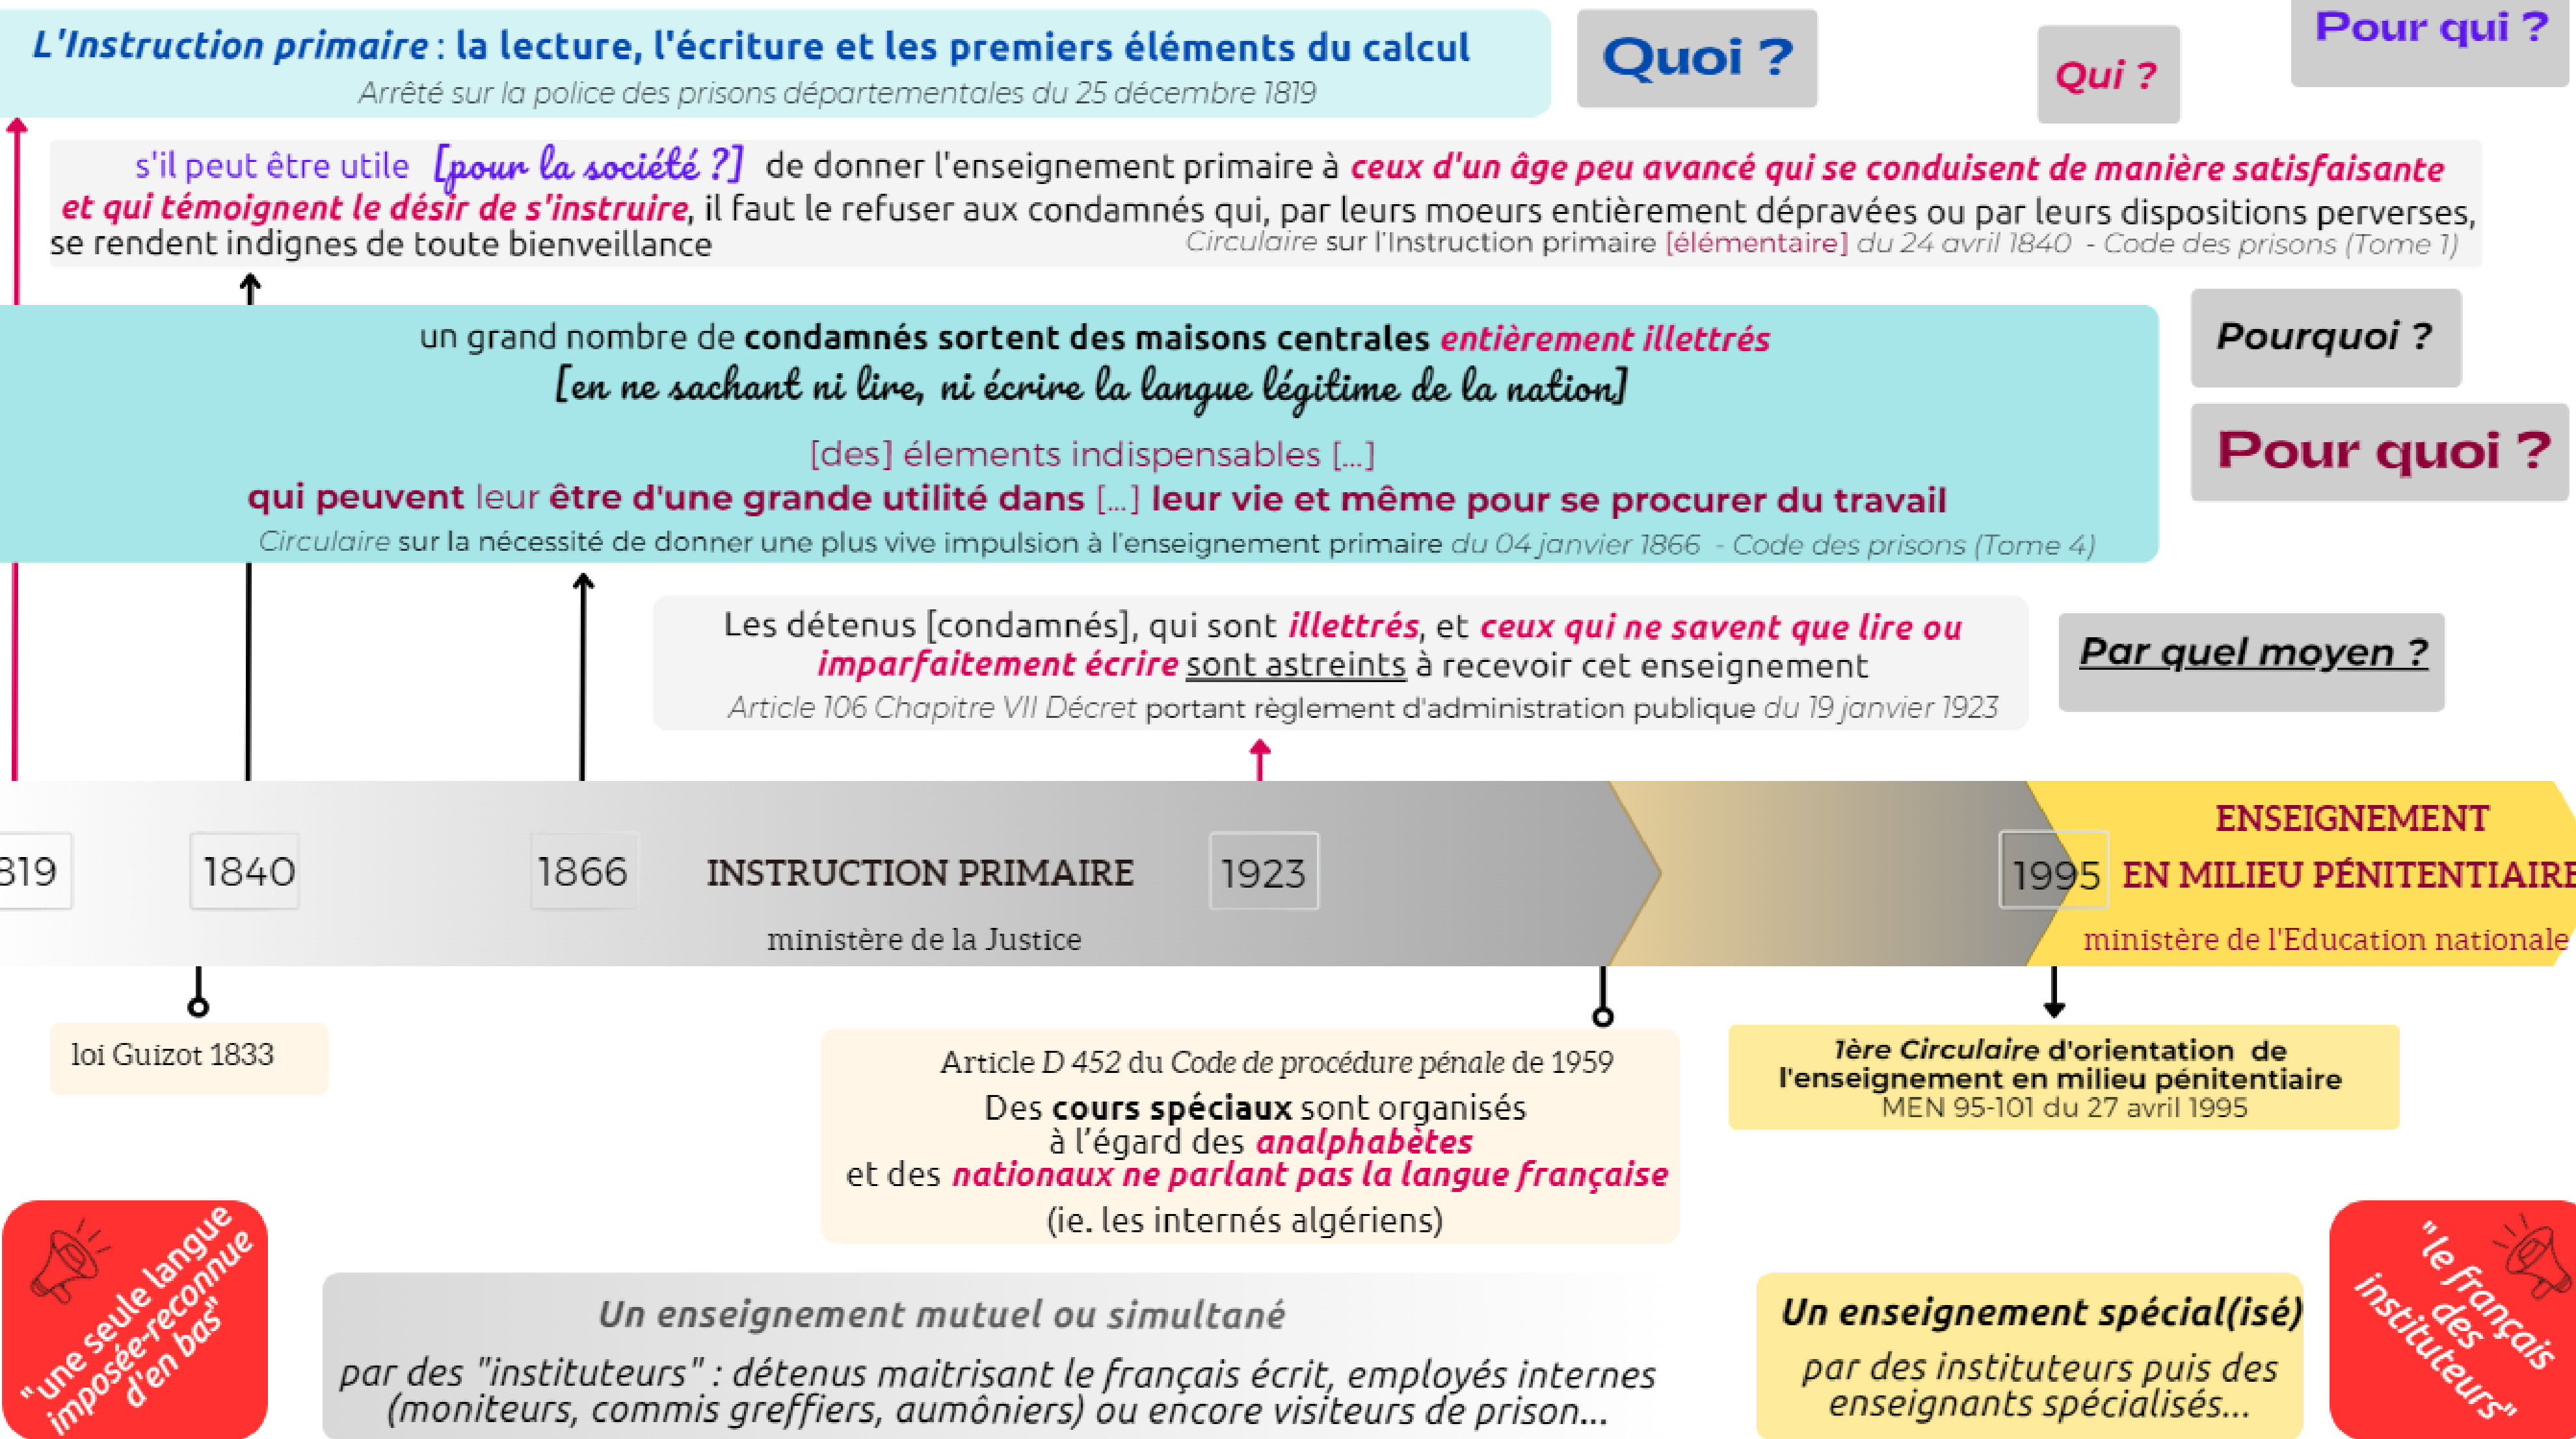 L'Instruction primaire : la lecture, l'écriture et les premiers éléments du calcul
Arrêté sur la police des prisons départementales du 25 décembre 1819
Quoi ?
Qui ?
Pour qui ?
s'il peut être utile [pour la société ?] de donner l'enseignement primaire à ceux d'un âge peu avancé qui se conduisent de manière satisfaisante
et qui témoignent le désir de s'instruire, il faut le refuser aux condamnés qui, par leurs moeurs entièrement dépravées ou par leurs dispositions perverses,
se rendent indignes de toute bienveillance
Circulaire sur l'Instruction primaire [élémentaire] du 24 avril 1840 - Code des prisons (Tome 1)
un grand nombre de condamnés sortent des maisons centrales entièrement illettrés
[en ne sachant ni lire, ni écrire la langue légitime de la nation]
[des] élements indispensables [...]
qui peuvent leur être d'une grande utilité dans [...] leur vie et même pour se procurer du travail
Circulaire sur la nécessité de donner une plus vive impulsion à l'enseignement primaire du 04 janvier 1866 - Code des prisons (Tome 4)
Pourquoi ?
Pour quoi ?
Les détenus [condamnés], qui sont illettrés, et ceux qui ne savent que lire ou
imparfaitement écrire sont astreints à recevoir cet enseignement
Article 106 Chapitre VII Décret portant règlement d'administration publique du 19 janvier 1923
Par quel moyen ?
819
1840
1866
INSTRUCTION PRIMAIRE
ministère de la Justice
1923
1995
ENSEIGNEMENT
EN MILIEU PÉNITENTIAIRE
ministère de l'Education nationale
loi Guizot 1833
Article D 452 du Code de procédure pénale de 1959
Des cours spéciaux sont organisés
à l'égard des analphabètes
et des nationaux ne parlant pas la langue française
(ie. les internés algériens)
1ère Circulaire d'orientation de
l'enseignement en milieu pénitentiaire
MEN 95-101 du 27 avril 1995
"une seule langue
imposée-reconnue
d'en bas"
Un enseignement mutuel ou simultané
par des "instituteurs" : détenus maitrisant le français écrit, employés internes
(moniteurs, commis greffiers, aumôniers) ou encore visiteurs de prison...
Un enseignement spécial(isé)
par des instituteurs puis des
enseignants spécialisés...
"le français
des
instituteurs"